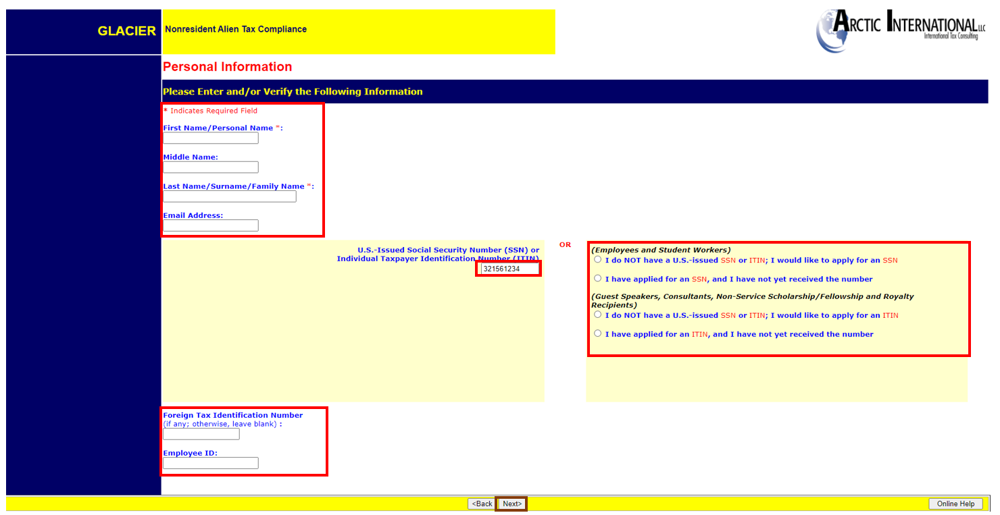 GLACIER
Nonresident Alien Tax Compliance
ARCTIC INTERNATIONAL LLC
International Tax Consulting
Personal Information
Please Enter and/or Verify the Following Information
* Indicates Required Field
First Name/Personal Name *:
Middle Name:
Last Name/Surname/Family Name *:
Email Address:
U.S.-Issued Social Security Number (SSN) or
Individual Taxpayer Identification Number (ITIN)
321561234
OR
(Employees and Student Workers)
I do NOT have a U.S.-issued SSN or ITIN; I would like to apply for an SSN
I have applied for an SSN, and I have not yet received the number
(Guest Speakers, Consultants, Non-Service Scholarship/Fellowship and Royalty
Recipients)
I do NOT have a U.S.-issued SSN or ITIN; I would like to apply for an ITIN
I have applied for an ITIN, and I have not yet received the number
Foreign Tax Identification Number
(if any; otherwise, leave blank) :
Employee ID:
<Back
Next>
Online Help